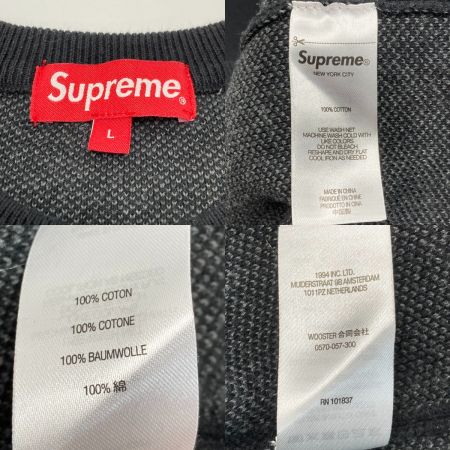 Supreme®
L
Supreme®
NEW YORK CITY
100% COTTON
USE WASH NET
MACHINE WASH COLD WITH
LIKE COLORS
DO NOT BLEACH
RESHAPE AND DRY FLAT
COOL IRON AS NEEDED
MADE IN CHINA
FABRIQUÉ EN CHINE
PRODOTTO IN CINA
中国製
100% COTON
100% COTONE
100% BAUMWOLLE
100% 綿
1994 INC. LTD.
MUIDERSTRAAT 9B AMSTERDAM
1011PZ NETHERLANDS
WOOSTER 合同会社
0570-057-300
RN 101837